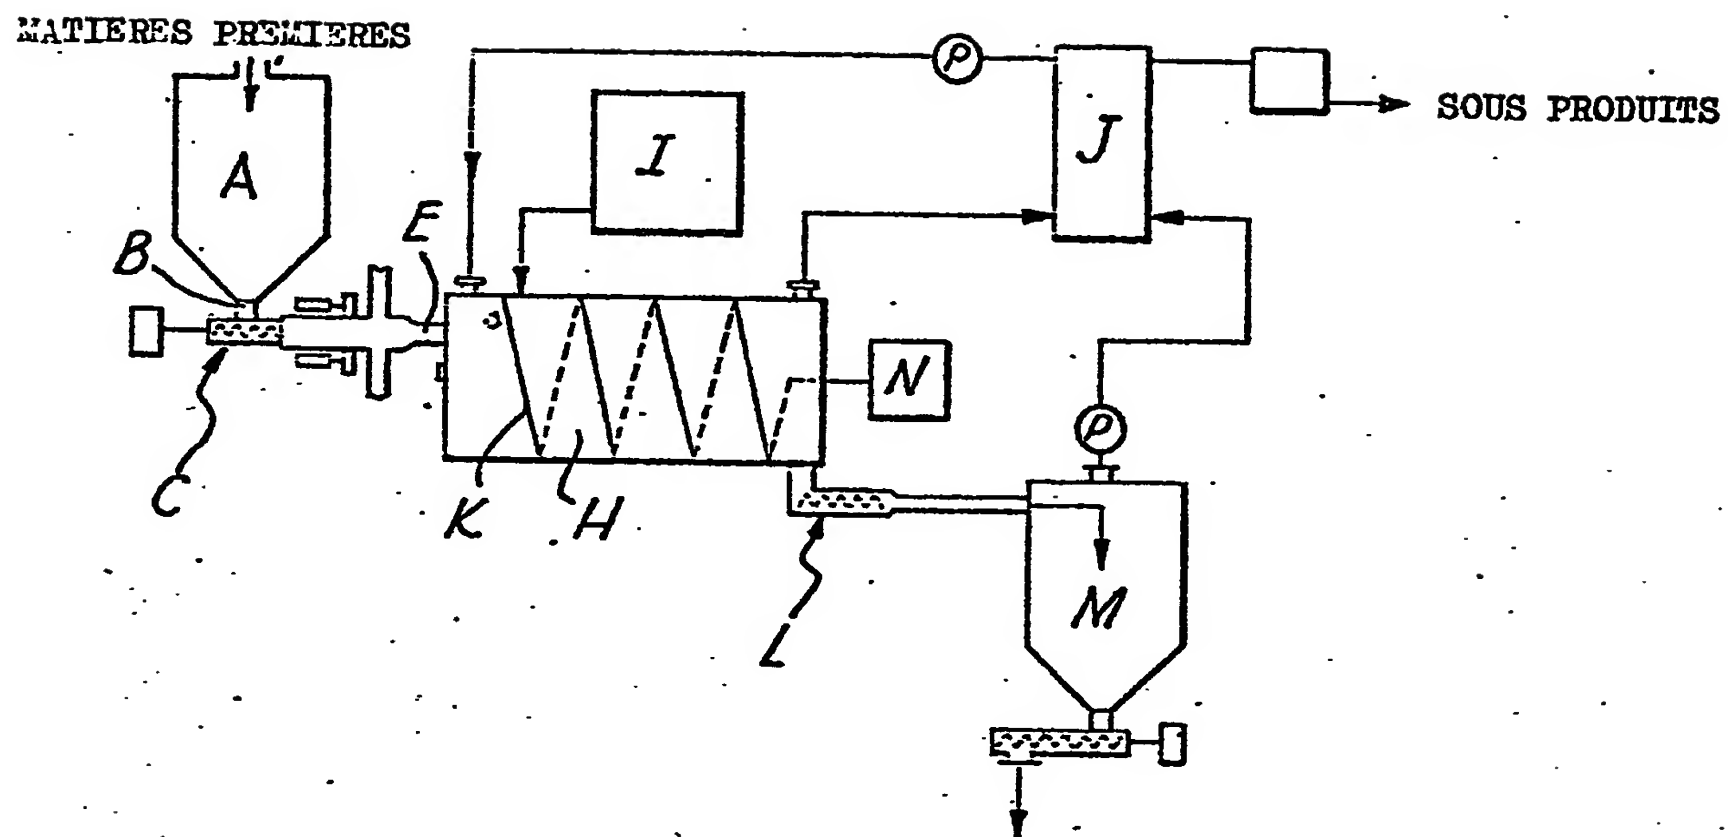 MATIERES PREMIERES
P
A
I
J
SOUS PRODUITS
B
E
N
C
K
H
P
L
M